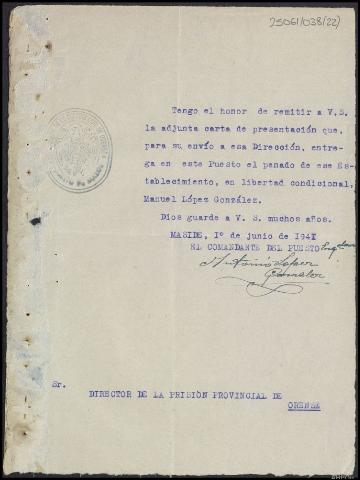 25061/038(22)
Tengo el honor de remitir a V.S.
la adjunta carta de presentación que,
para su envío a esa Dirección, entre-
ga en este Puesto el penado de ese Es-
tablecimiento, en libertad condicional,
Manuel López González.
Dios guarde a V. S. muchos años.
MASIDE, 1º de junio de 1941
EL COMANDANTE DEL PUESTO
Antonio López
Sr.
DIRECTOR DE LA PRISIÓN PROVINCIAL DE
ORENSE